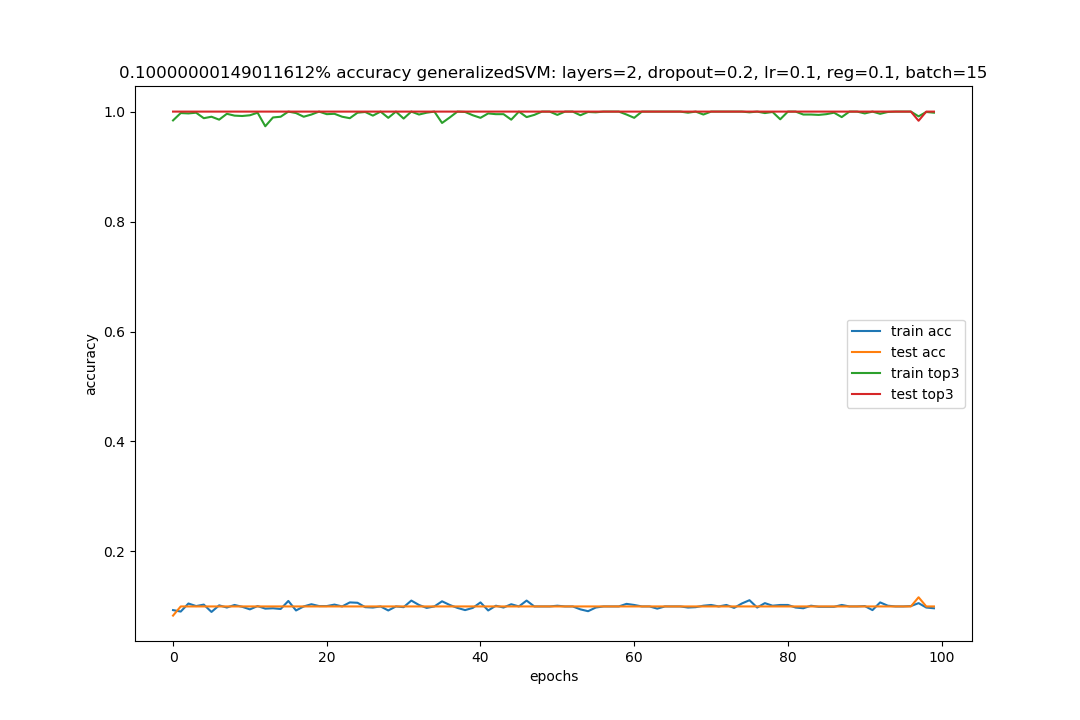 0.10000000149011612% accuracy generalizedSVM: layers=2, dropout=0.2, lr=0.1, reg=0.1, batch=15
1.0
0.8
0.6
0.4
0.2
accuracy
train acc
test acc
train top3
test top3
0
20
40
60
80
100
epochs